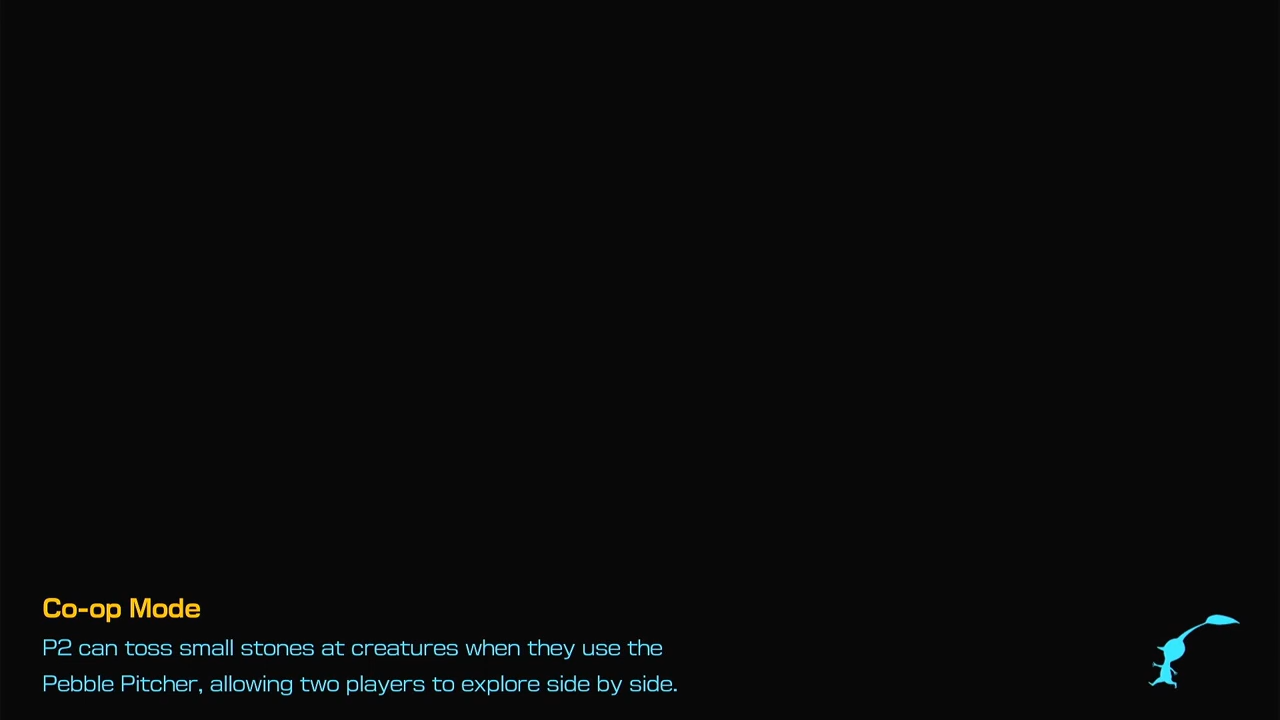 Co-op Mode
P2 can toss small stones at creatures when they use the
Pebble Pitcher, allowing two players to explore side by side.